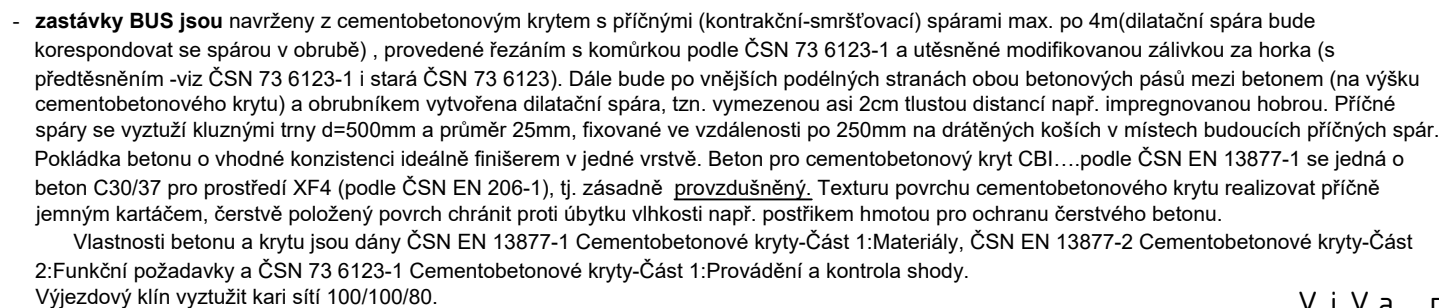 - zastávky BUS jsou navrženy z cementobetonovým krytem s příčnými (kontrakční-smršťovací) spárami max. po 4m(dilatační spára bude
korespondovat se spárou v obrubě) , provedené řezáním s komůrkou podle ČSN 73 6123-1 a utěsněné modifikovanou zálivkou za horka (s
předtěsněním -viz ČSN 73 6123-1 i stará ČSN 73 6123). Dále bude po vnějších podélných stranách obou betonových pásů mezi betonem (na výšku
cementobetonového krytu) a obrubníkem vytvořena dilatační spára, tzn. vymezenou asi 2cm tlustou distancí např. impregnovanou hobrou. Příčné
spáry se vyztuží kluznými trny d=500mm a průměr 25mm, fixované ve vzdálenosti po 250mm na drátěných koších v místech budoucích příčných spár.
Pokládka betonu o vhodné konzistenci ideálně finišerem v jedné vrstvě. Beton pro cementobetonový kryt CBI....podle ČSN EN 13877-1 se jedná o
beton C30/37 pro prostředí XF4 (podle ČSN EN 206-1), tj. zásadně provzdušněný. Texturu povrchu cementobetonového krytu realizovat příčně
jemným kartáčem, čerstvě položený povrch chránit proti úbytku vlhkosti např. postřikem hmotou pro ochranu čerstvého betonu.
Vlastnosti betonu a krytu jsou dány ČSN EN 13877-1 Cementobetonové kryty-Část 1:Materiály, ČSN EN 13877-2 Cementobetonové kryty-Část
2:Funkční požadavky a ČSN 73 6123-1 Cementobetonové kryty-Část 1:Provádění a kontrola shody.
Výjezdový klín vyztužit kari sítí 100/100/80.
ViVa